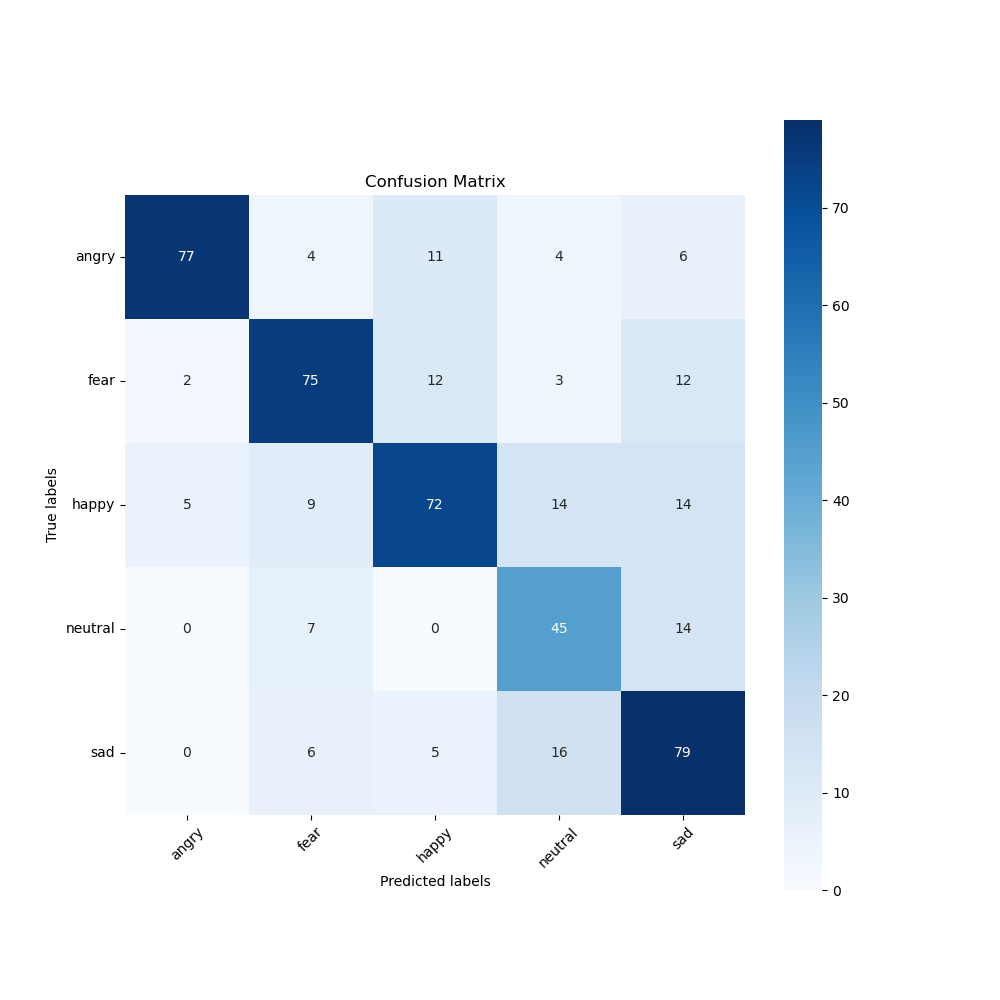 Confusion Matrix
angry 77 4 11 4 6
fear 2 75 12 3 12
happy 5 9 72 14 14
neutral 0 7 0 45 14
sad 0 6 5 16 79
angry fear happy neutral sad
Predicted labels
True labels
70
60
50
40
30
20
10
0